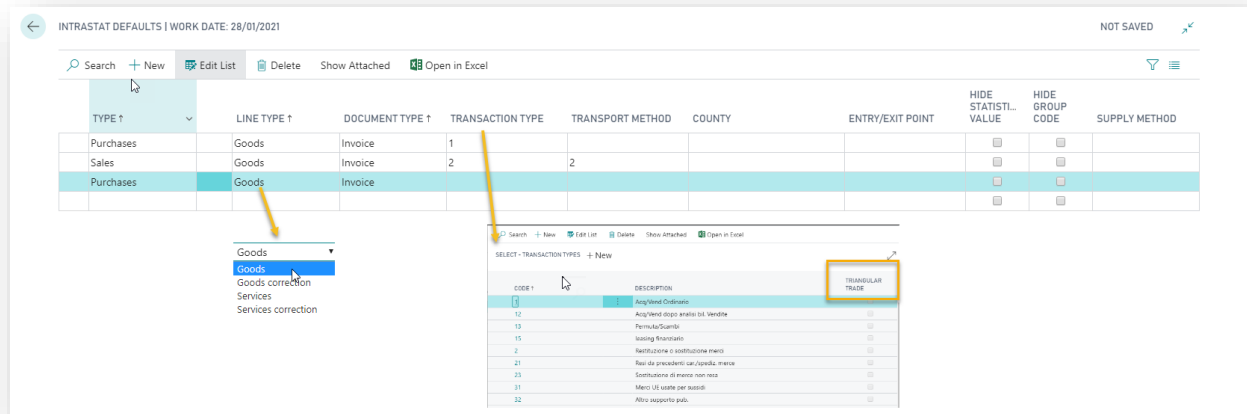 INTRASTAT DEFAULTS | WORK DATE: 28/01/2021 NOT SAVED
Search + New Edit List Delete Show Attached Open in Excel
TYPE ↑ LINE TYPE ↑ DOCUMENT TYPE ↑ TRANSACTION TYPE TRANSPORT METHOD COUNTY ENTRY/EXIT POINT HIDE STATISTI... VALUE HIDE GROUP CODE SUPPLY METHOD
Purchases Goods Invoice 1
Sales Goods Invoice 2 2
Purchases Goods Invoice
Goods
Goods
Goods correction
Services
Services correction
Search + New Edit List Delete Show Attached Open in Excel
SELECT - TRANSACTION TYPES + New
CODE ↑ DESCRIPTION TRIANGULAR TRADE
1 Acq/Vend Ordinario
12 Acq/Vend dopo analisi bil. Vendite
13 Permuta/Scambi
15 leasing finanziario
2 Restituzione o sostituzione merci
21 Resi da precedenti car./spediz. merce
23 Sostituzione di merce non resa
31 Merci UE usate per sussidi
32 Altro supporto pub.